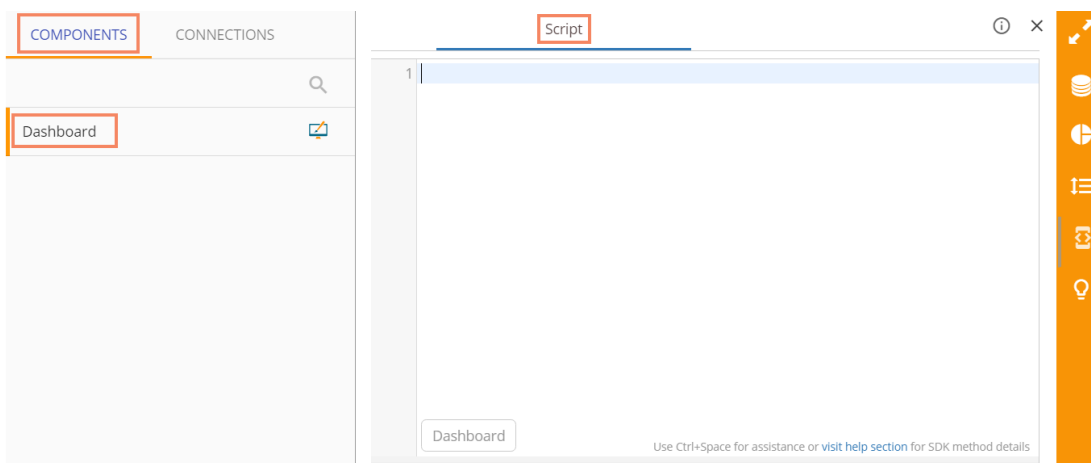 COMPONENTS CONNECTIONS
Dashboard
Script
1
Dashboard
Use Ctrl+Space for assistance or visit help section for SDK method details